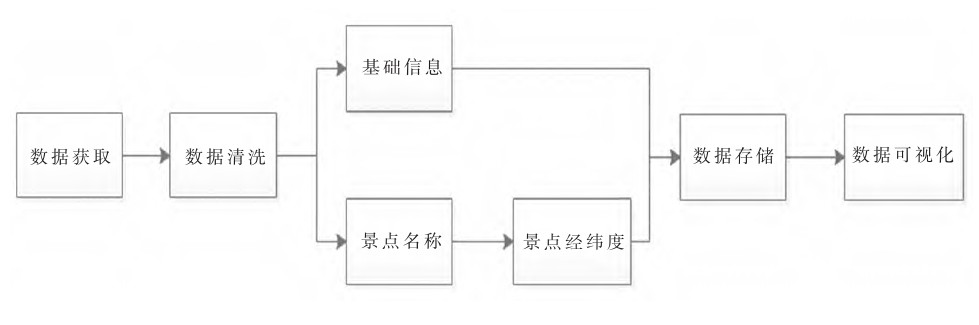 数据获取
数据清洗
基础信息
景点名称
景点经纬度
数据存储
数据可视化